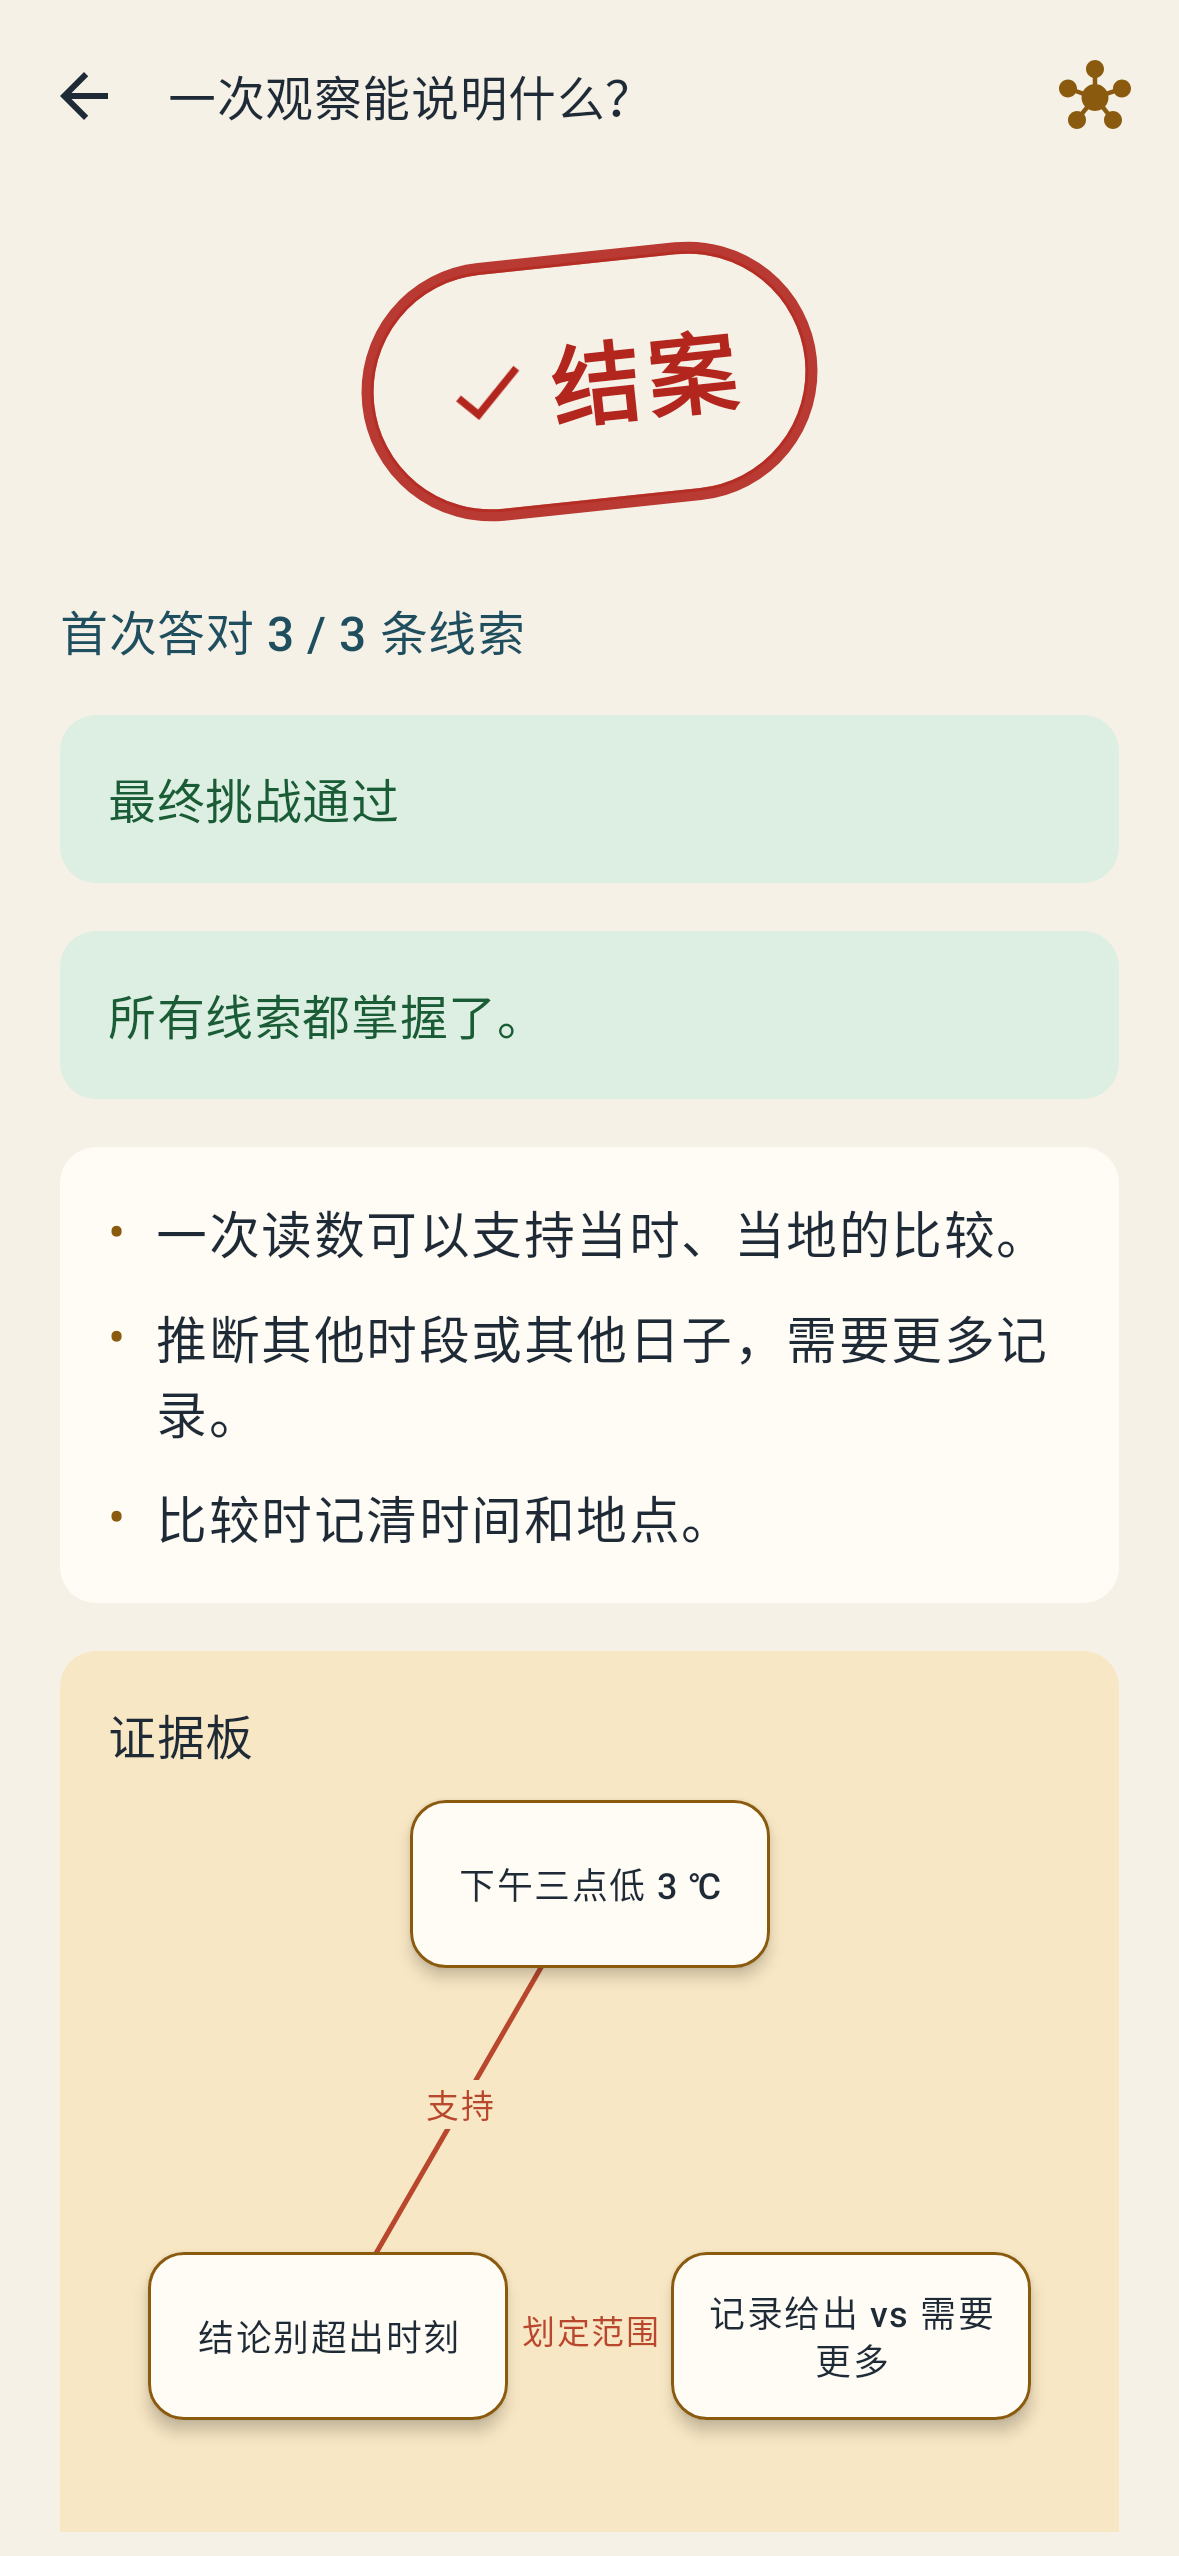 一次观察能说明什么？
结案
首次答对 3 / 3 条线索
最终挑战通过
所有线索都掌握了。
• 一次读数可以支持当时、当地的比较。
• 推断其他时段或其他日子，需要更多记
录。
• 比较时记清时间和地点。
证据板
下午三点低 3 ℃
支持
结论别超出时刻
划定范围
记录给出 vs 需要
更多